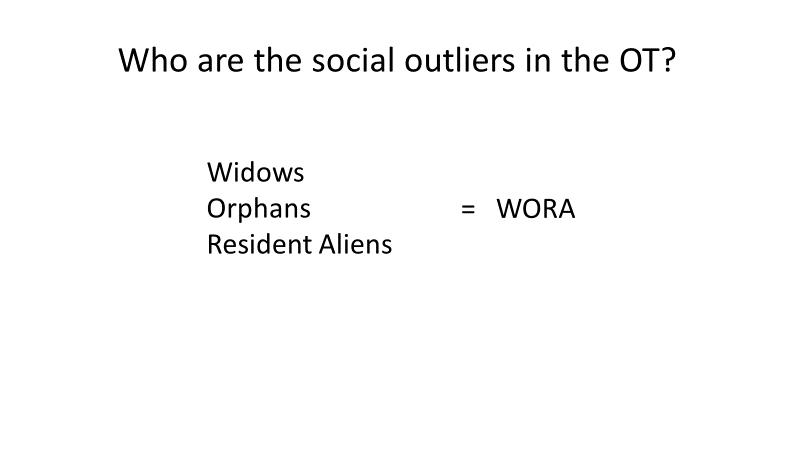 Who are the social outliers in the OT?
Widows
Orphans = WORA
Resident Aliens